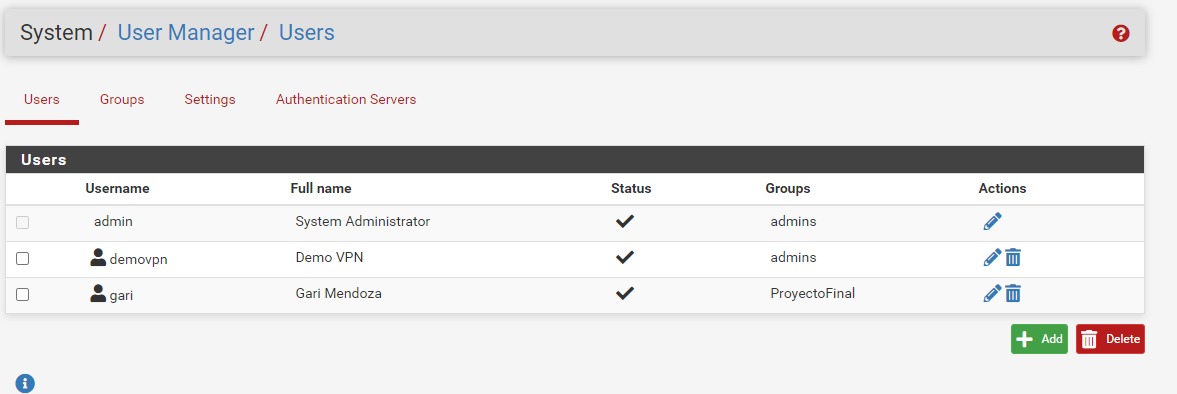 System / User Manager / Users
Users Groups Settings Authentication Servers
Users
Username Full name Status Groups Actions
admin System Administrator admins
demovpn Demo VPN admins
gari Gari Mendoza ProyectoFinal
Add Delete